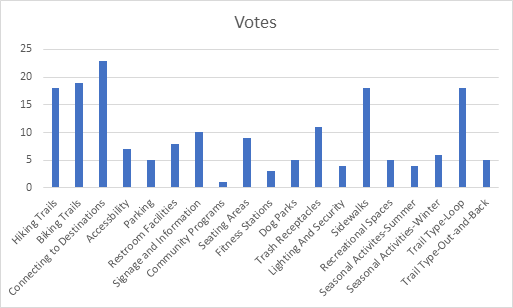 Votes
25
20
15
10
5
0
Hiking Trails
Biking Trails
Connecting to Destinations
Accessbility
Parking
Restroom Facilities
Signage and Information
Community Programs
Seating Areas
Fitness Stations
Dog Parks
Trash Receptacles
Lighting And Security
Sidewalks
Recreational Spaces
Seasonal Activites-Summer
Seasonal Activities-Winter
Trail Type-Loop
Trail Type-Out-and-Back